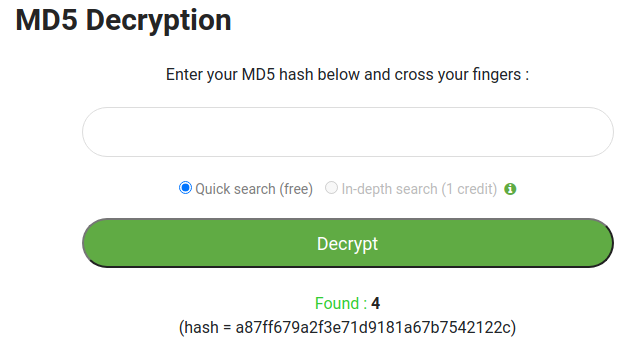 MD5 Decryption
Enter your MD5 hash below and cross your fingers :
Quick search (free) In-depth search (1 credit)
Decrypt
Found : 4
(hash = a87ff679a2f3e71d9181a67b7542122c)